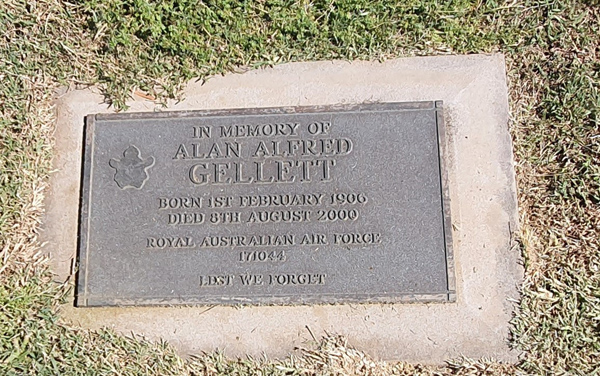 IN MEMORY OF
ALAN ALFRED
GELLETT
BORN 1ST FEBRUARY 1906
DIED 8TH AUGUST 2000
ROYAL AUSTRALIAN AIR FORCE
171044
LEST WE FORGET